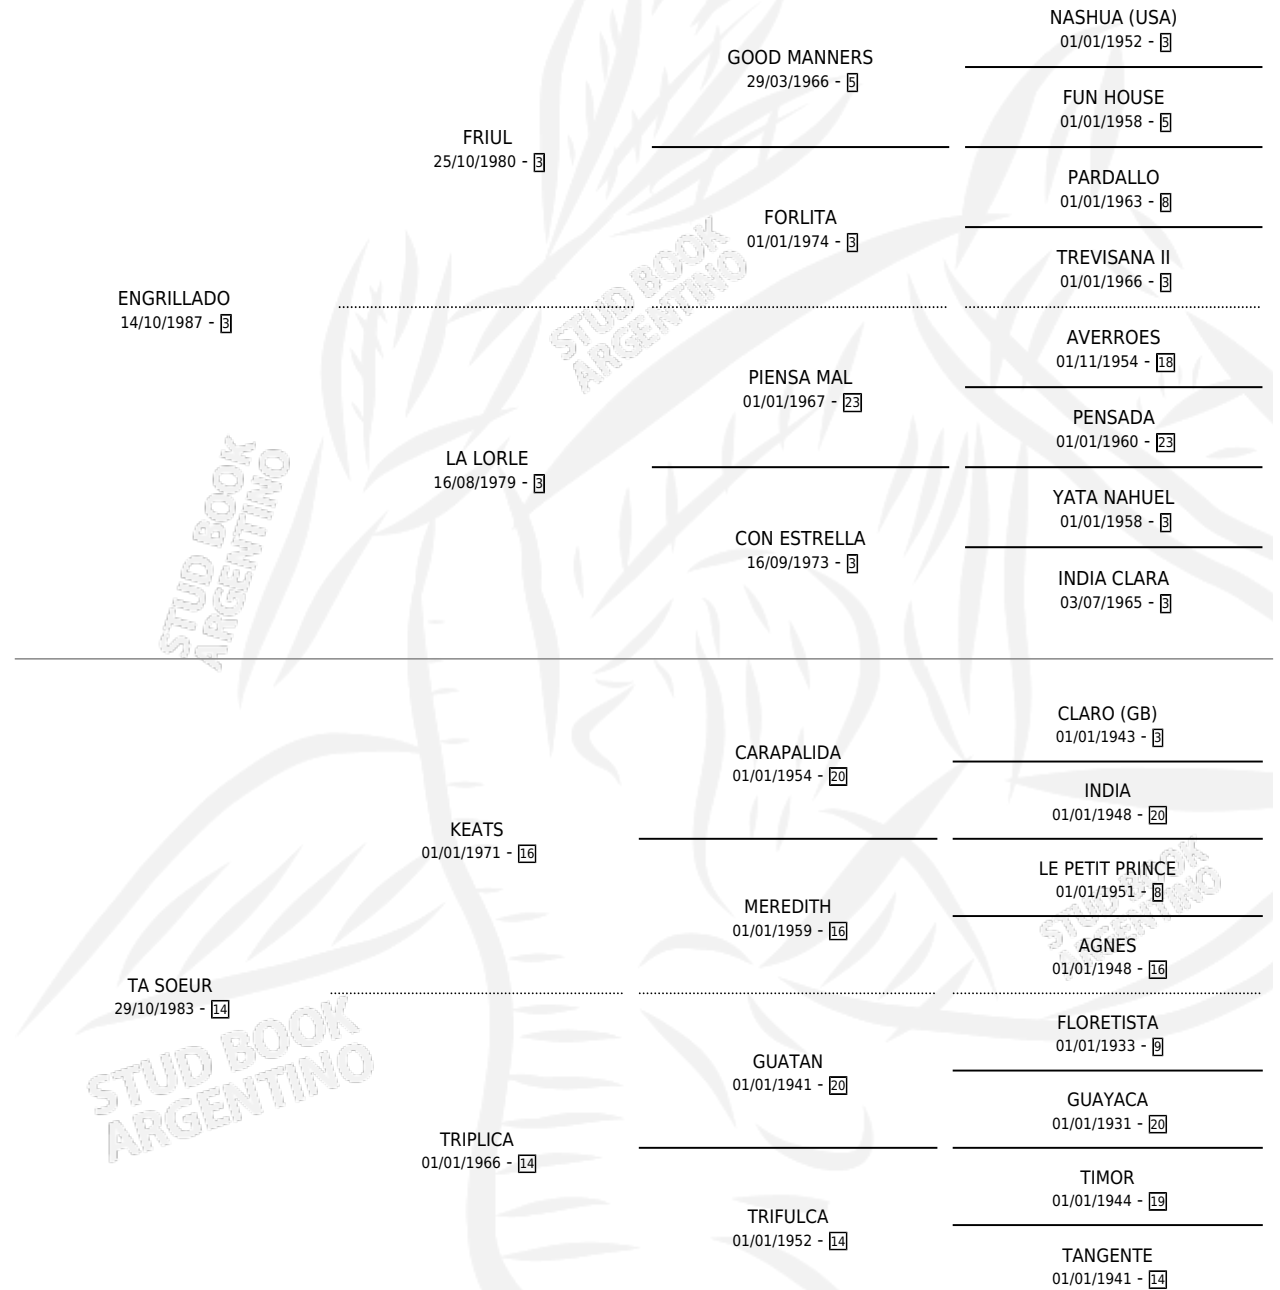 NASHUA (USA)
01/01/1952 - 3
GOOD MANNERS
29/03/1966 - 5
FUN HOUSE
01/01/1958 - 5
FRIUL
25/10/1980 - 3
PARDALLO
01/01/1963 - 8
FORLITA
01/01/1974 - 3
TREVISANA II
01/01/1966 - 3
ENGRILLADO
14/10/1987 - 3
STUD BOOK
ARGENTINO
AVERROES
01/11/1954 - 18
PIENSA MAL
01/01/1967 - 23
PENSADA
01/01/1960 - 23
LA LORLE
16/08/1979 - 3
YATA NAHUEL
01/01/1958 - 3
CON ESTRELLA
16/09/1973 - 3
INDIA CLARA
03/07/1965 - 3
STUD BOOK
ARGENTINO
CLARO (GB)
01/01/1943 - 3
CARAPALIDA
01/01/1954 - 20
INDIA
01/01/1948 - 20
KEATS
01/01/1971 - 16
LE PETIT PRINCE
01/01/1951 - 8
MEREDITH
01/01/1959 - 16
STUD BOOK
ARGENTINO
AGNES
01/01/1948 - 16
TA SOEUR
29/10/1983 - 14
FLORETISTA
01/01/1933 - 9
GUATAN
01/01/1941 - 20
GUAYACA
01/01/1931 - 20
STUD BOOK
ARGENTINO
TRIPLICA
01/01/1966 - 14
TIMOR
01/01/1944 - 19
TRIFULCA
01/01/1952 - 14
TANGENTE
01/01/1941 - 14